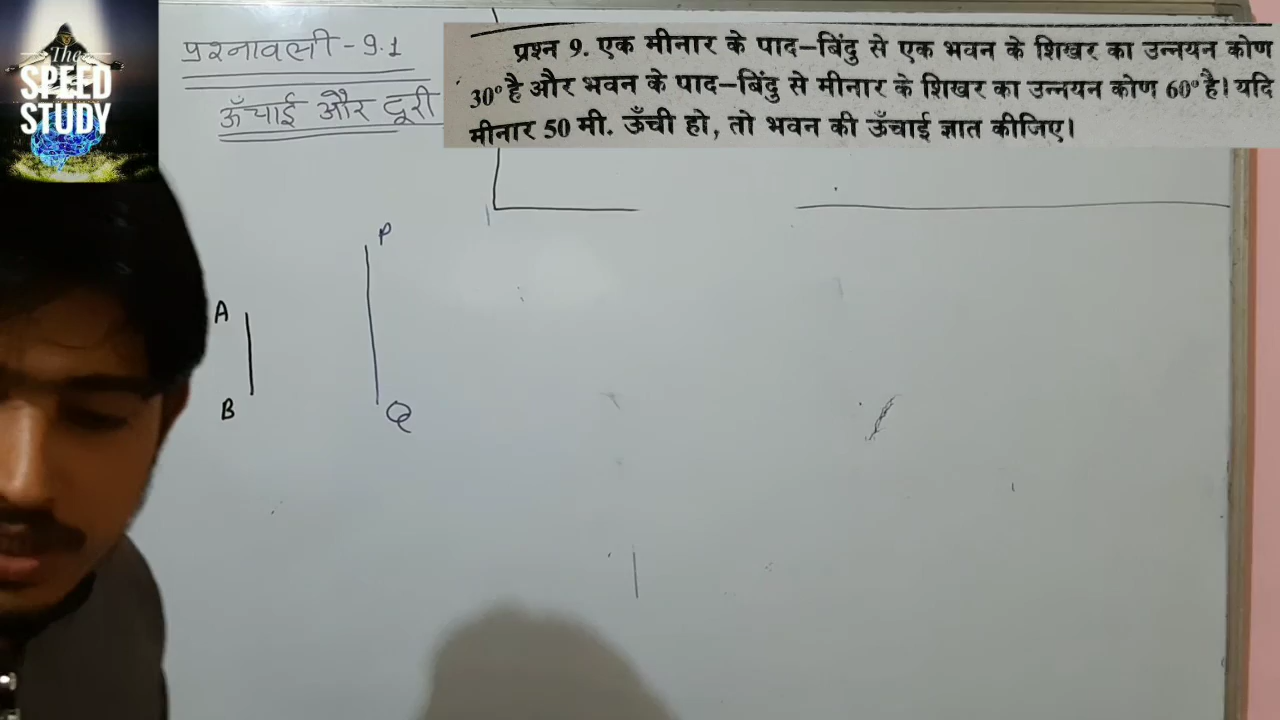 The
SPEED
STUDY
प्रश्नावली - 9.1
ऊँचाई और दूरी
प्रश्न 9. एक मीनार के पाद-बिंदु से एक भवन के शिखर का उन्नयन कोण
30° है और भवन के पाद-बिंदु से मीनार के शिखर का उन्नयन कोण 60° है। यदि
मीनार 50 मी. ऊँची हो, तो भवन की ऊँचाई ज्ञात कीजिए।
P
A
B
Q